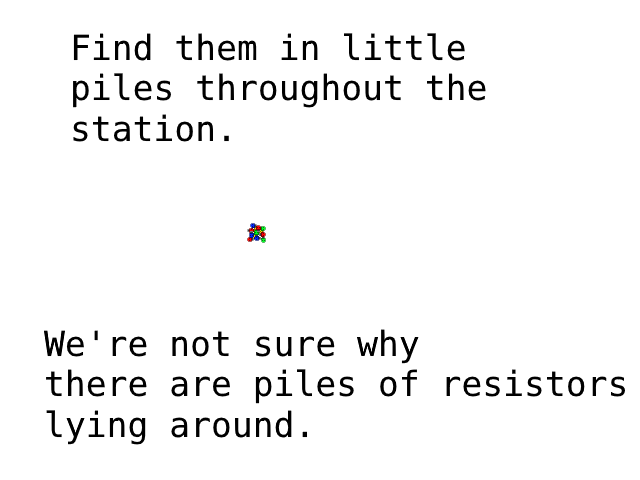 Find them in little
piles throughout the
station.
We're not sure why
there are piles of resistors
lying around.